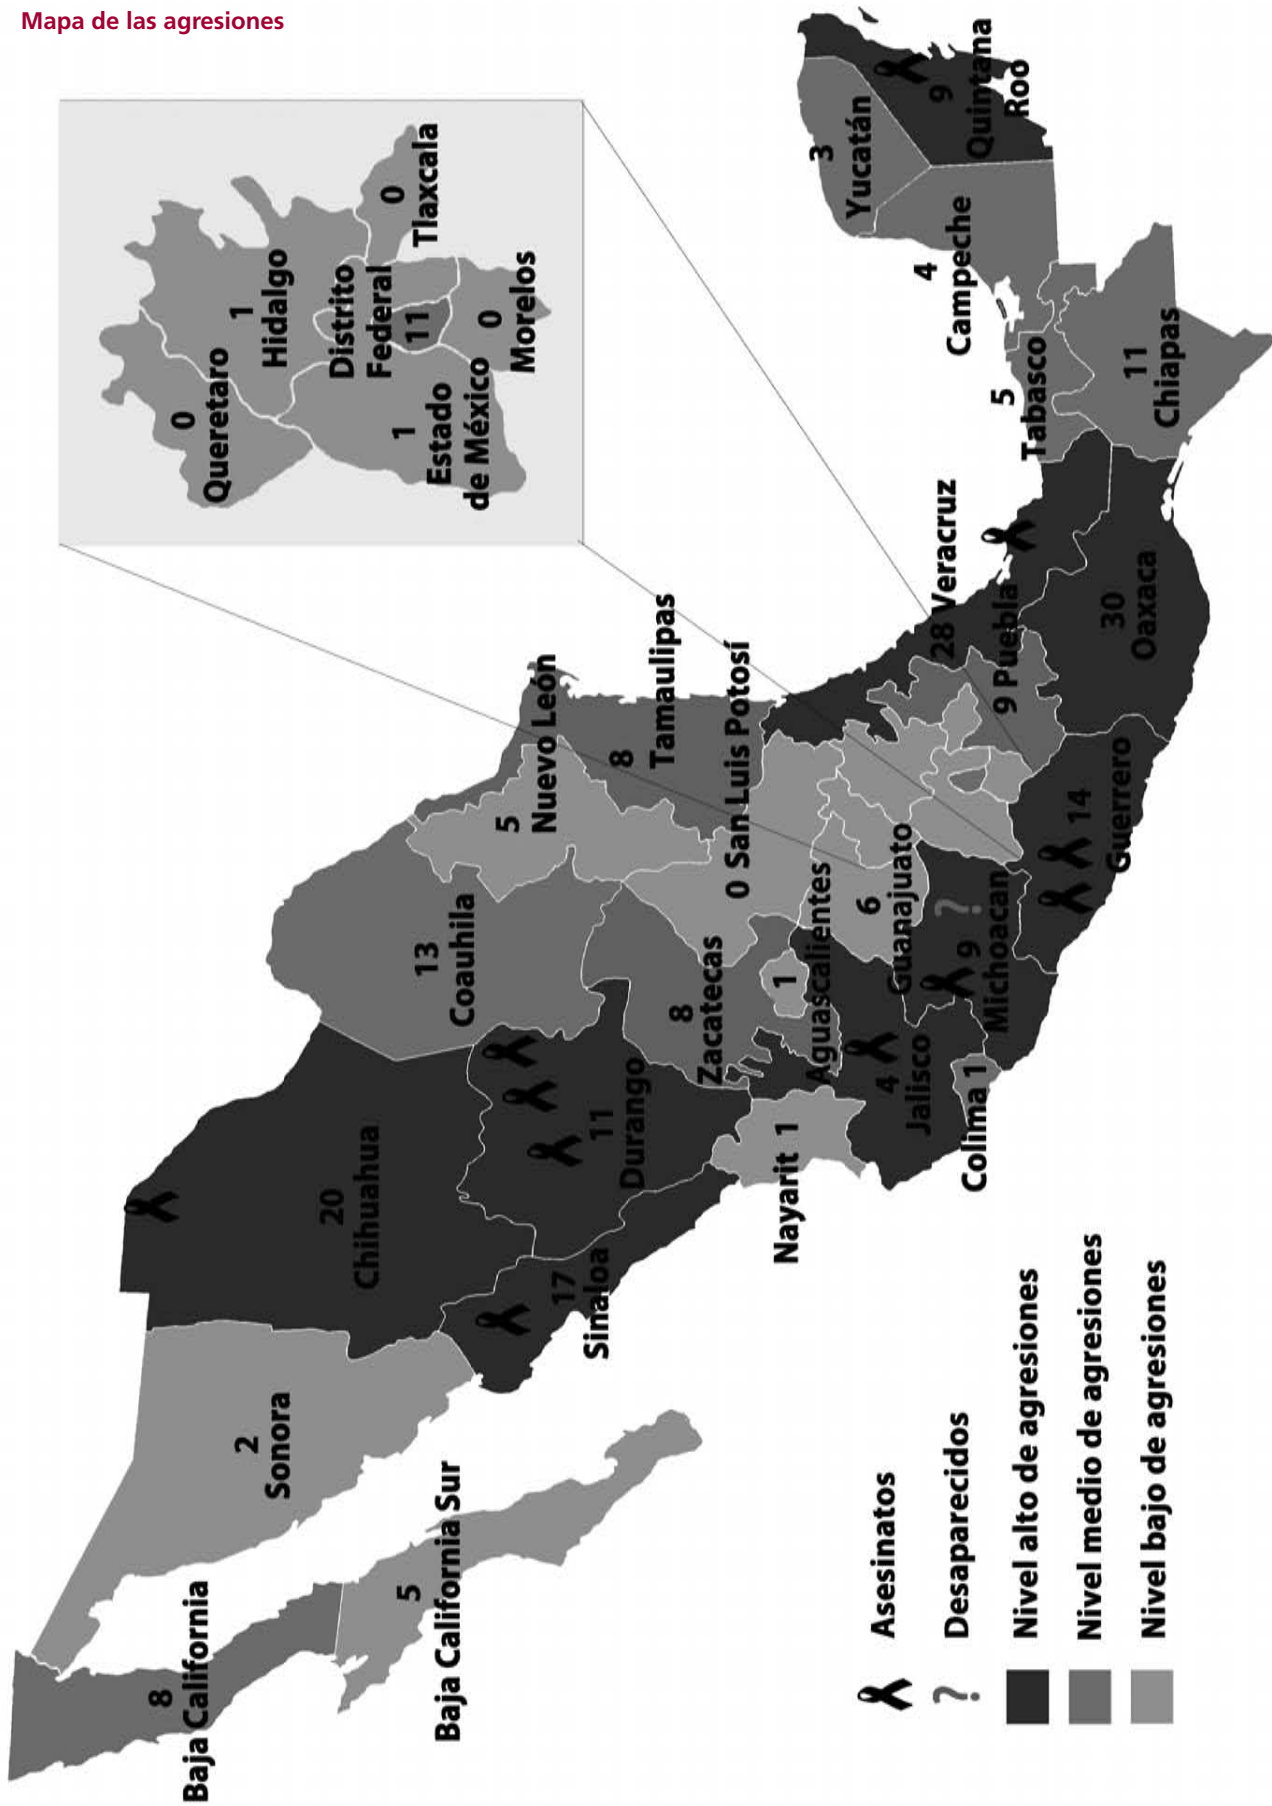 Mapa de las agresiones
8
Baja California
5
Baja California Sur
2
Sonora
20
Chihuahua
17
Sinaloa
11
Durango
13
Coauhila
5
Nuevo León
8
Tamaulipas
8
Zacatecas
0 San Luis Potosí
1
Aguascalientes
Nayarit 1
4
Jalisco
Colima 1
6
Guanajuato
9 ?
Michoacan
14
Guerrero
28 Veracruz
9 Puebla
30
Oaxaca
5
Tabasco
11
Chiapas
4
Campeche
3
Yucatán
9
Quintana
Roo
0
Queretaro
1
Hidalgo
Distrito
Federal
11
1
Estado
de México
0
Tlaxcala
0
Morelos
Asesinatos
? Desaparecidos
Nivel alto de agresiones
Nivel medio de agresiones
Nivel bajo de agresiones